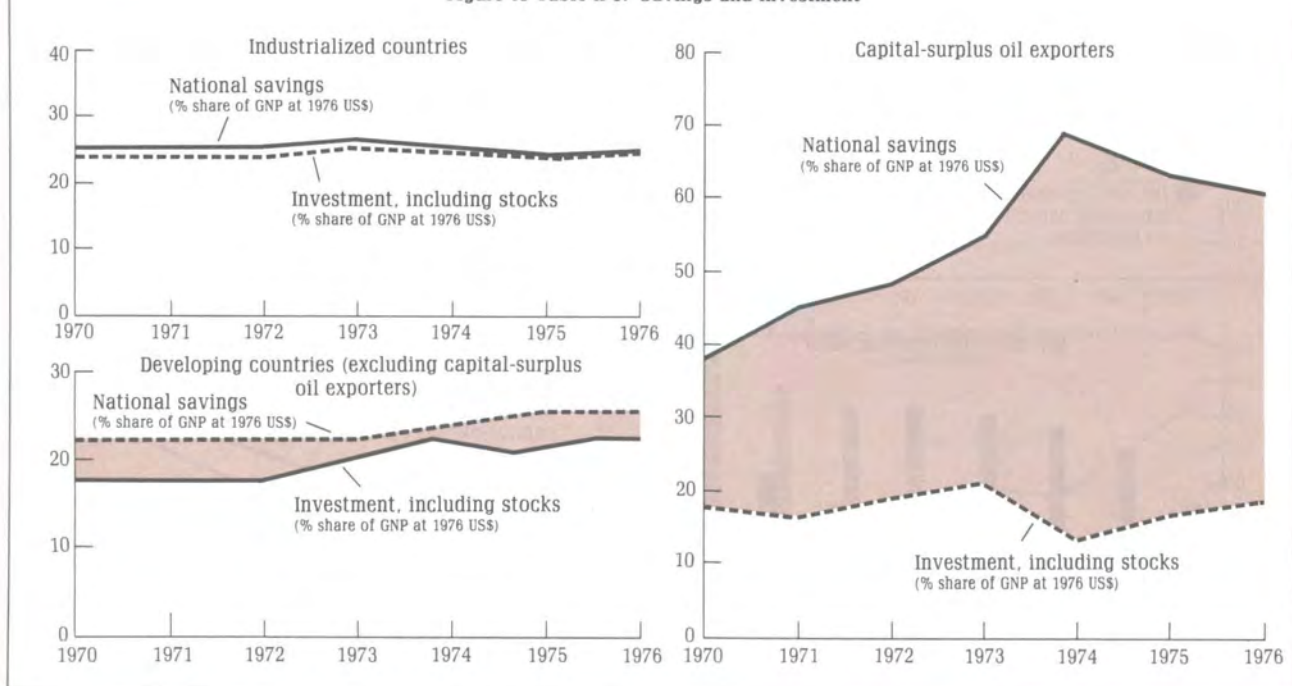 Industrialized countries
40
30
20
10
0
National savings
(% share of GNP at 1976 US$)
Investment, including stocks
(% share of GNP at 1976 US$)
1970 1971 1972 1973 1974 1975 1976
Developing countries (excluding capital-surplus
oil exporters)
30
20
10
0
National savings
(% share of GNP at 1976 US$)
Investment, including stocks
(% share of GNP at 1976 US$)
1970 1971 1972 1973 1974 1975 1976
Capital-surplus oil exporters
80
70
60
50
40
30
20
10
0
National savings
(% share of GNP at 1976 US$)
Investment, including stocks
(% share of GNP at 1976 US$)
1970 1971 1972 1973 1974 1975 1976